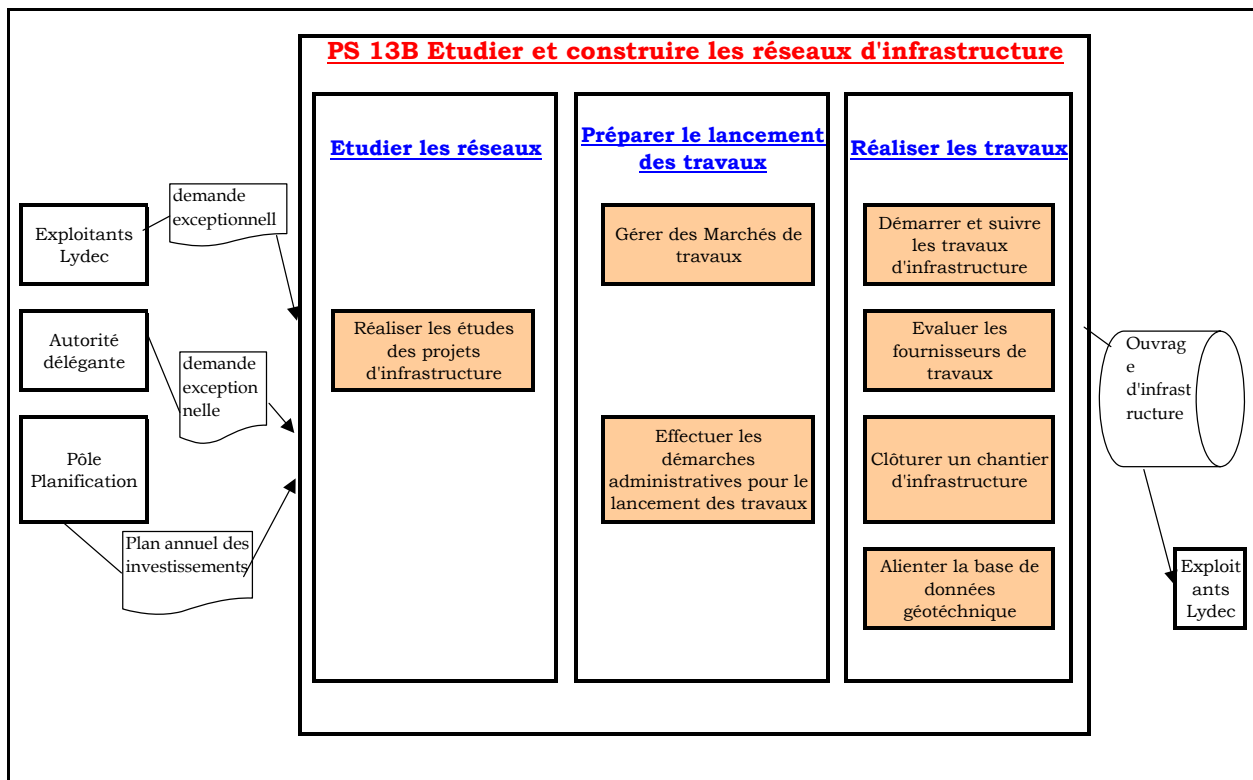 PS 13B Etudier et construire les réseaux d'infrastructure
Etudier les réseaux
Préparer le lancement
des travaux
Réaliser les travaux
demande
exceptionnell
Exploitants
Lydec
Gérer des Marchés de
travaux
Démarrer et suivre
les travaux
d'infrastructure
Autorité
délégante
demande
exception
nelle
Réaliser les études
des projets
d'infrastructure
Evaluer les
fournisseurs de
travaux
Ouvrag
e
d'infrast
ructure
Pôle
Planification
Effectuer les
démarches
administratives pour le
lancement des travaux
Clôturer un chantier
d'infrastructure
Plan annuel des
investissements
Alienter la base de
données
géotéchnique
Exploit
ants
Lydec